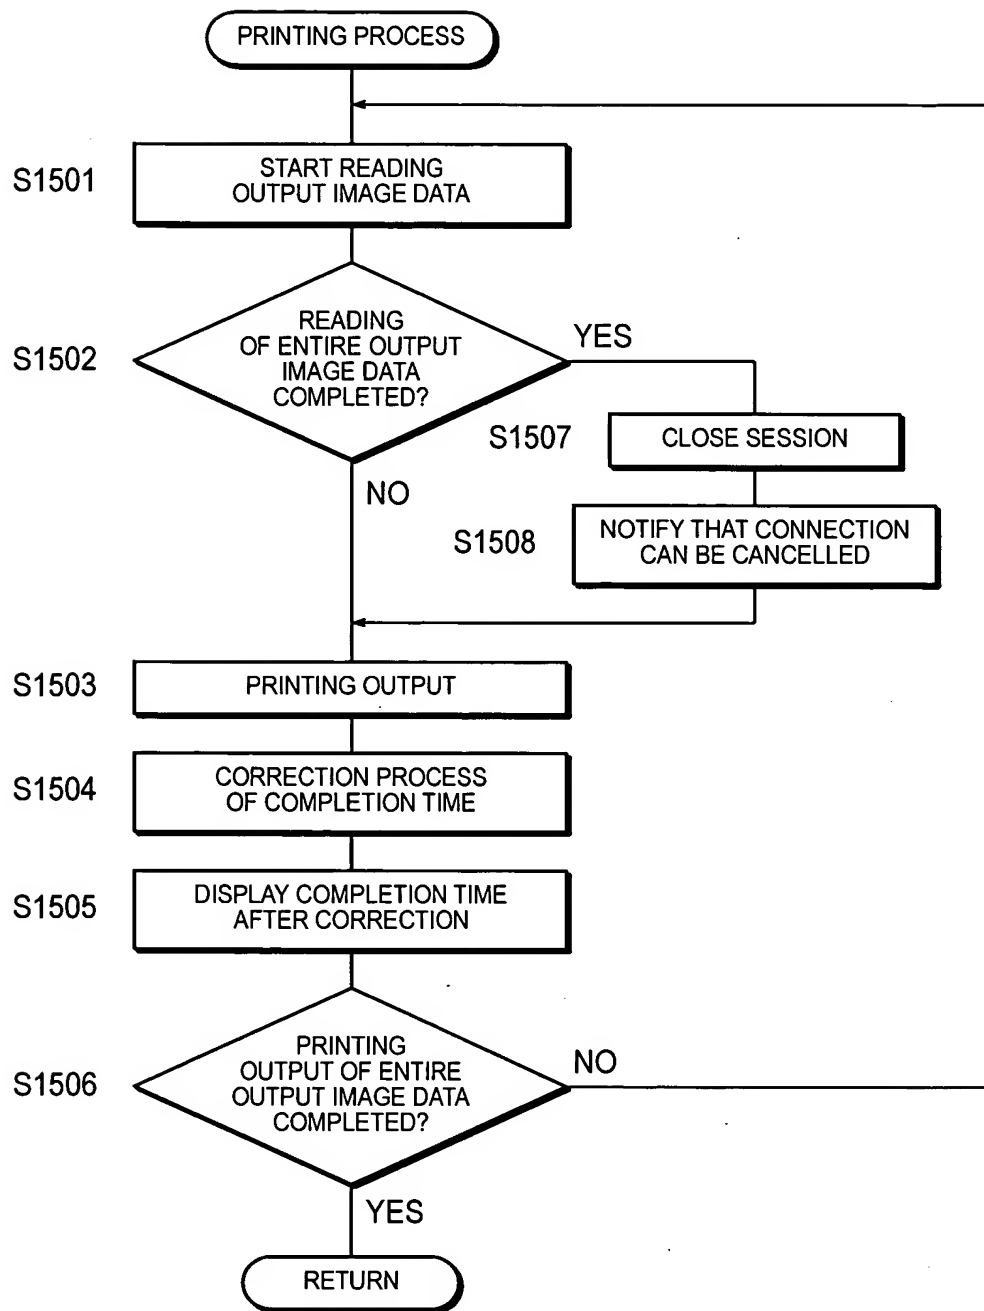 PRINTING PROCESS
S1501
START READING
OUTPUT IMAGE DATA
S1502
READING
OF ENTIRE OUTPUT
IMAGE DATA
COMPLETED?
YES
NO
S1507
CLOSE SESSION
S1508
NOTIFY THAT CONNECTION
CAN BE CANCELLED
S1503
PRINTING OUTPUT
S1504
CORRECTION PROCESS
OF COMPLETION TIME
S1505
DISPLAY COMPLETION TIME
AFTER CORRECTION
S1506
PRINTING
OUTPUT OF ENTIRE
OUTPUT IMAGE DATA
COMPLETED?
NO
YES
RETURN